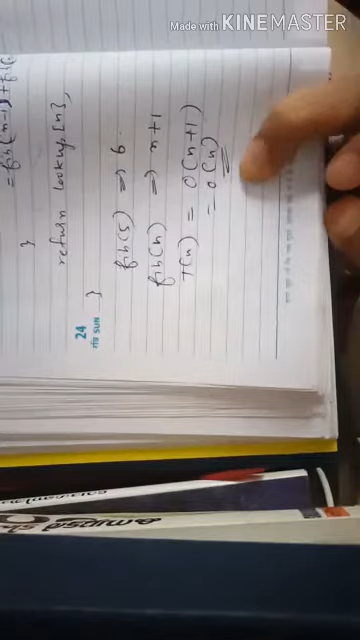 Made with KINEMASTER
= fib(n-1) + fib(
}
return lookup[n];
}
fib(5) => 6.
fib(n) => n+1
T(n) = O(n+1)
= O(n)
24
SUN